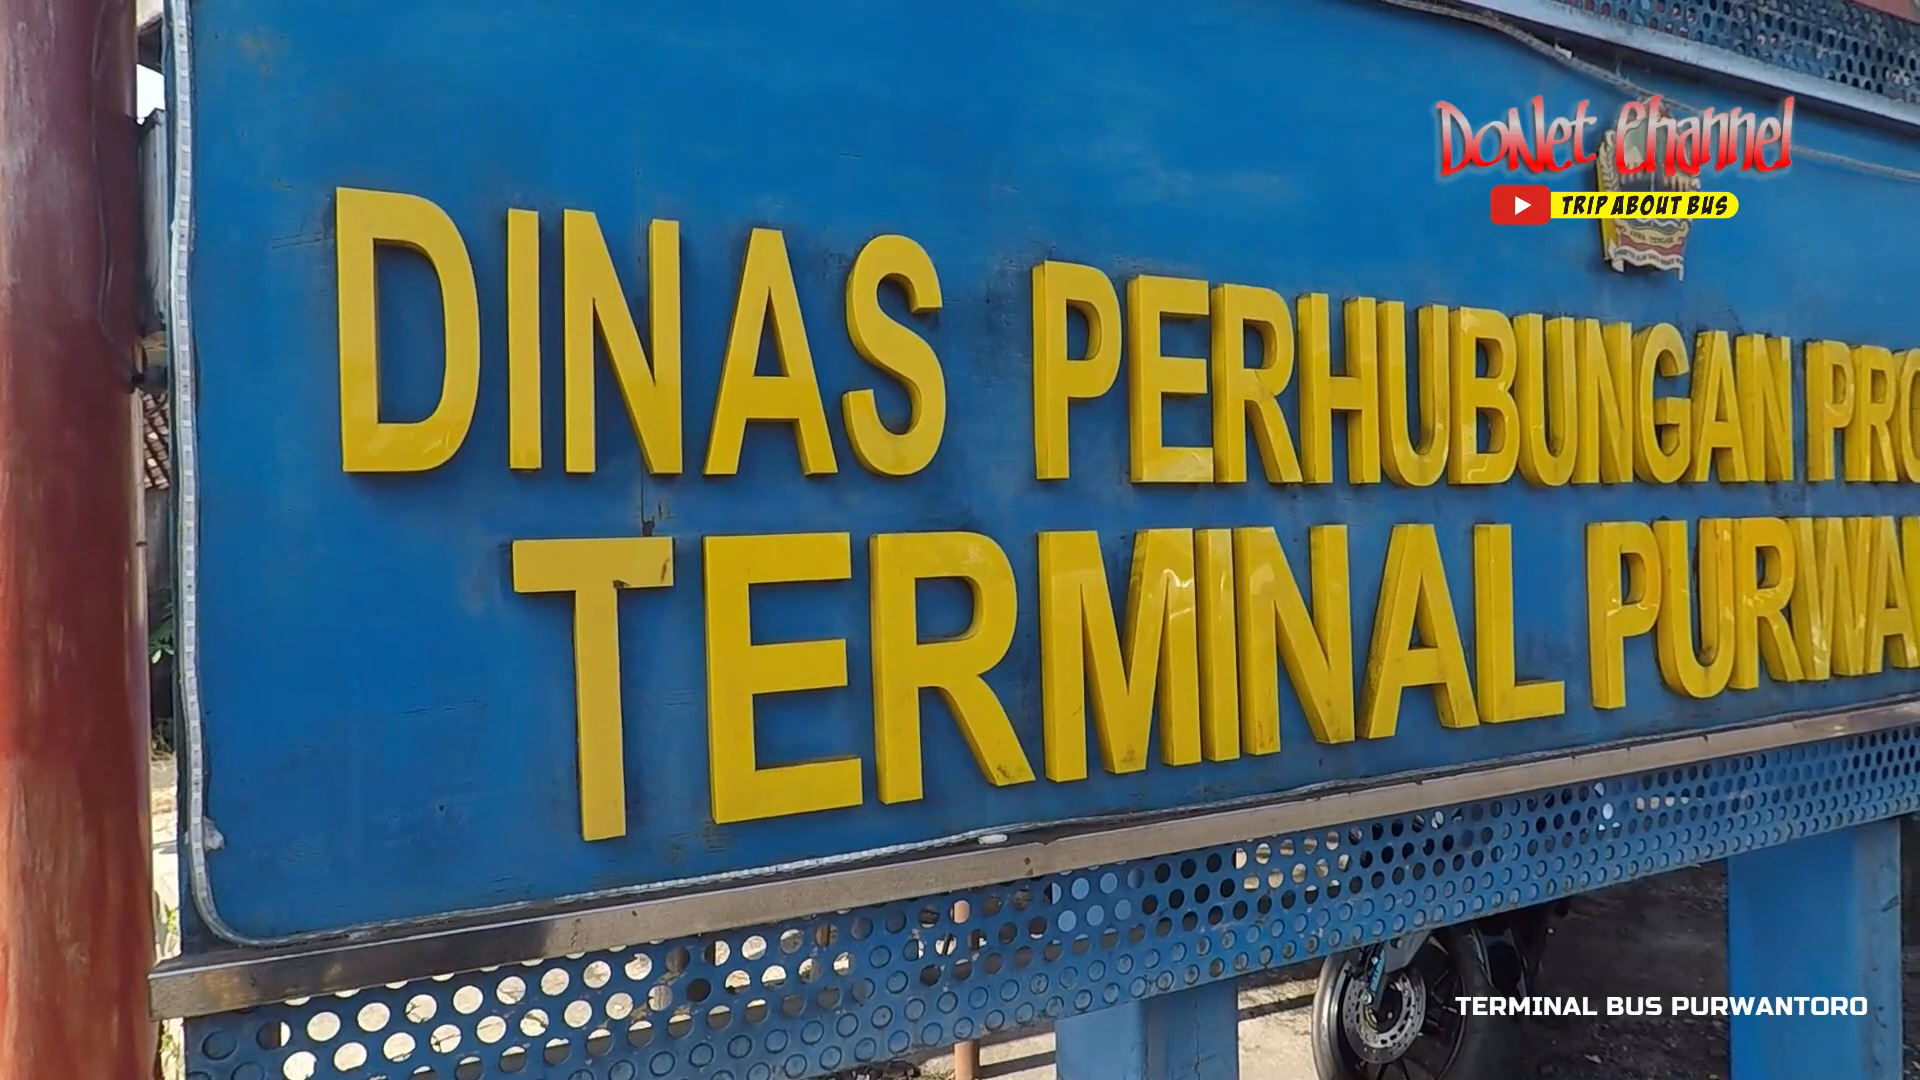 DoNet Channel
TRIP ABOUT BUS
DINAS PERHUBUNGAN PRO
TERMINAL PURWA
TERMINAL BUS PURWANTORO